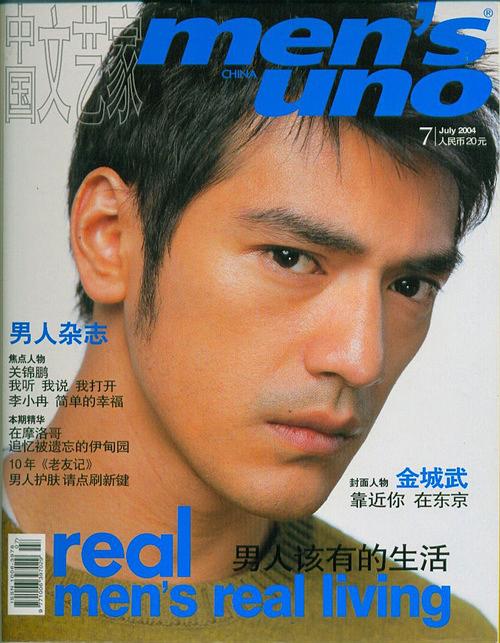 中国文艺家
men's
uno®
CHINA
7 July 2004
人民币20元
男人杂志
焦点人物
关锦鹏
我听 我说 我打开
李小冉 简单的幸福
本期精华
在摩洛哥
追忆被遗忘的伊甸园
10年《老友记》
男人护肤 请点刷新键
封面人物 金城武
靠近你 在东京
real 男人该有的生活
men's real living